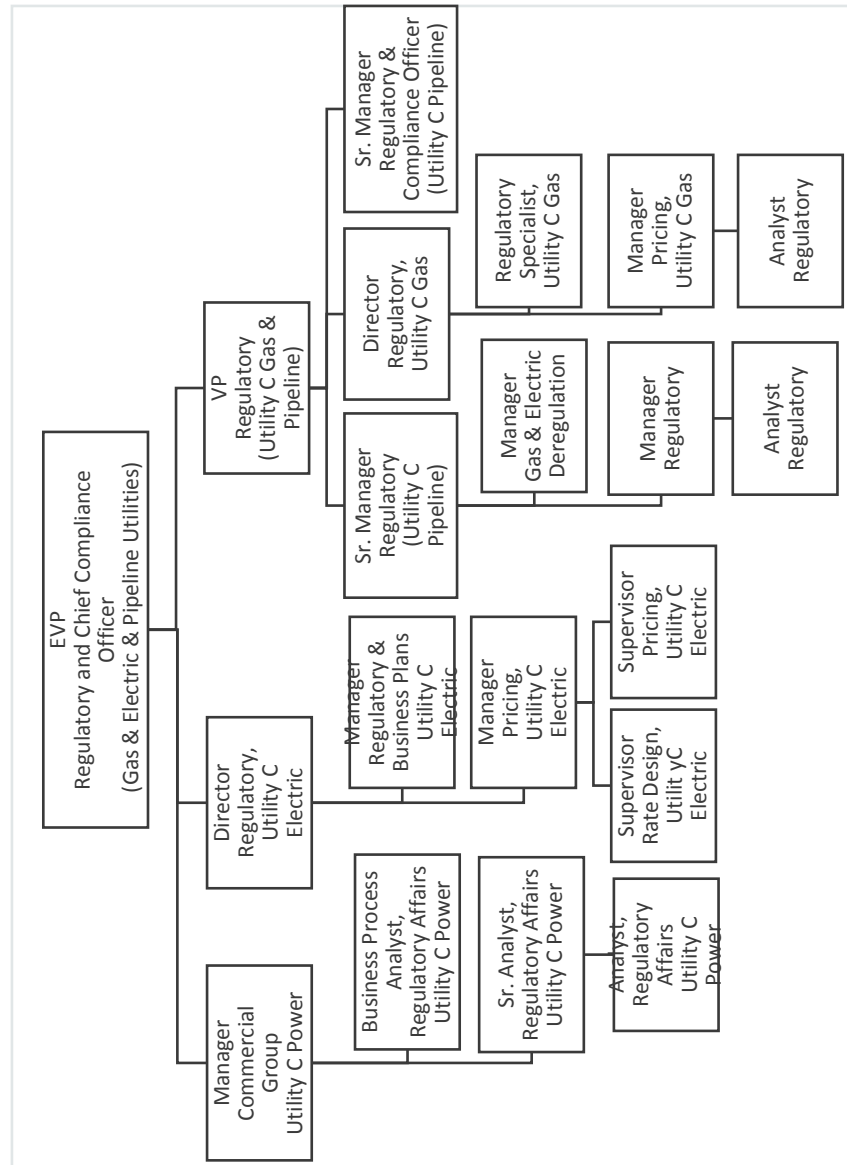 EVP
Regulatory and Chief Compliance
Officer
(Gas & Electric & Pipeline Utilities)
Manager
Commercial
Group
Utility C Power
Director
Regulatory,
Utility C
Electric
VP
Regulatory
(Utility C Gas &
Pipeline)
Business Process
Analyst,
Regulatory Affairs
Utility C Power
Sr. Analyst,
Regulatory Affairs
Utility C Power
Analyst,
Regulatory
Affairs
Utility C
Power
Manager
Regulatory &
Business Plans
Utility C
Electric
Manager
Pricing,
Utility C
Electric
Supervisor
Rate Design,
Utilit yC
Electric
Supervisor
Pricing,
Utility C
Electric
Sr. Manager
Regulatory
(Utility C
Pipeline)
Manager
Gas & Electric
Deregulation
Manager
Regulatory
Analyst
Regulatory
Director
Regulatory,
Utility C Gas
Regulatory
Specialist,
Utility C Gas
Manager
Pricing,
Utility C Gas
Analyst
Regulatory
Sr. Manager
Regulatory &
Compliance Officer
(Utility C Pipeline)